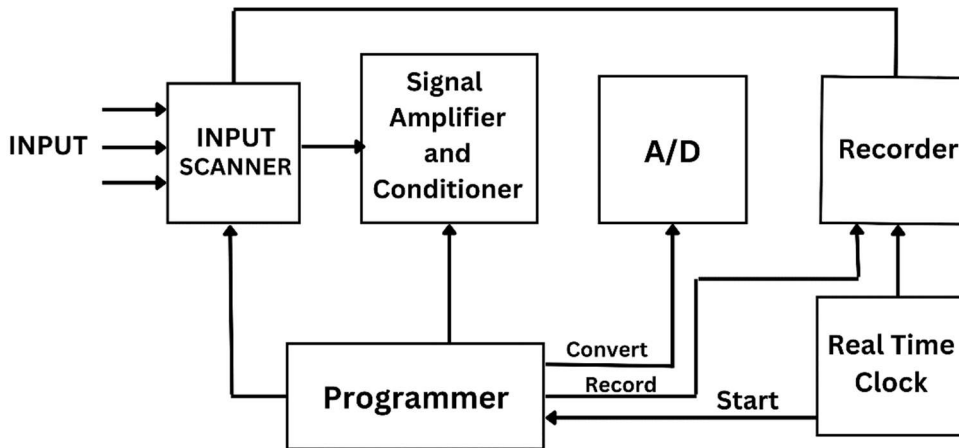 INPUT
INPUT
SCANNER
Signal
Amplifier
and
Conditioner
A/D
Recorder
Programmer
Convert
Record
Start
Real Time
Clock